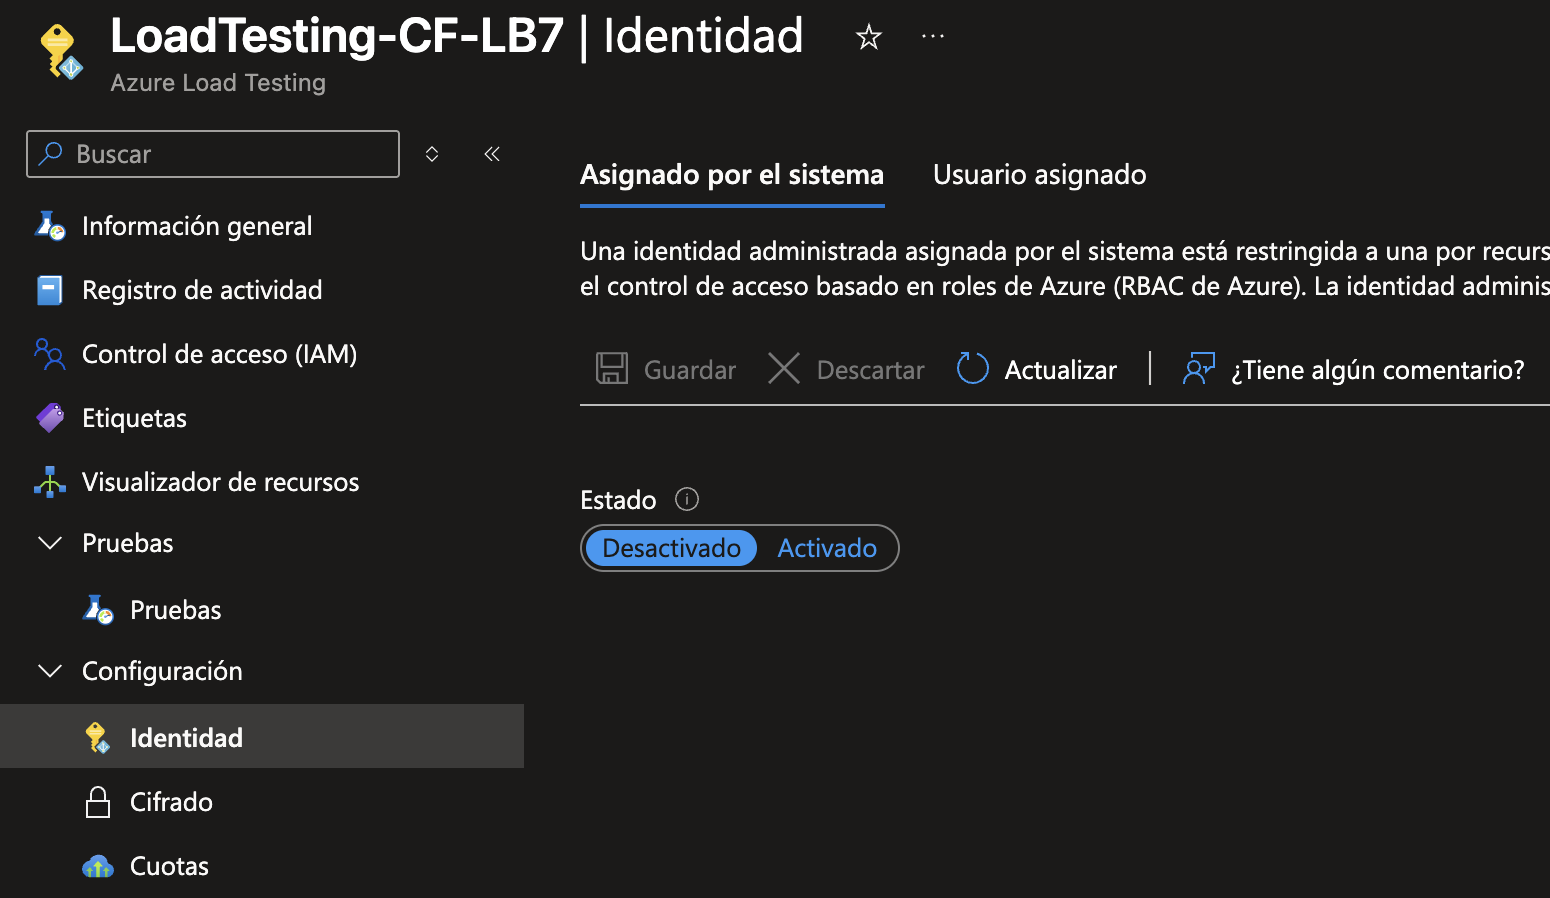 LoadTesting-CF-LB7 | Identidad
Azure Load Testing
Buscar
Información general
Registro de actividad
Control de acceso (IAM)
Etiquetas
Visualizador de recursos
Pruebas
Pruebas
Configuración
Identidad
Cifrado
Cuotas
Asignado por el sistema
Usuario asignado
Una identidad administrada asignada por el sistema está restringida a una por recurs
el control de acceso basado en roles de Azure (RBAC de Azure). La identidad adminis
Guardar
Descartar
Actualizar
¿Tiene algún comentario?
Estado
Desactivado
Activado